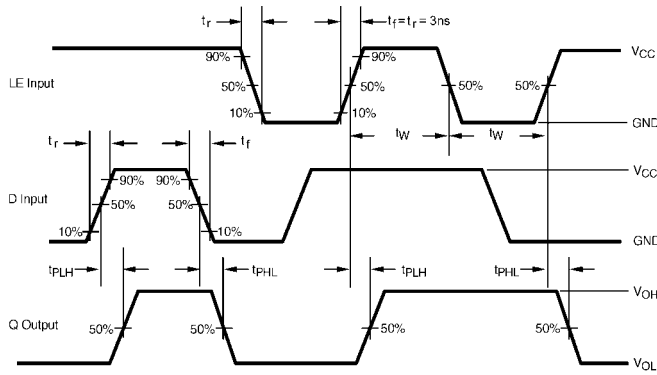 tr
tf = tr = 3ns
90%
90%
VCC
LE Input
50%
50%
50%
50%
10%
10%
GND
tr
tf
tW
tW
90%
90%
VCC
D Input
50%
50%
10%
10%
GND
tPLH
tPHL
tPLH
tPHL
VOH
Q Output
50%
50%
50%
50%
VOL